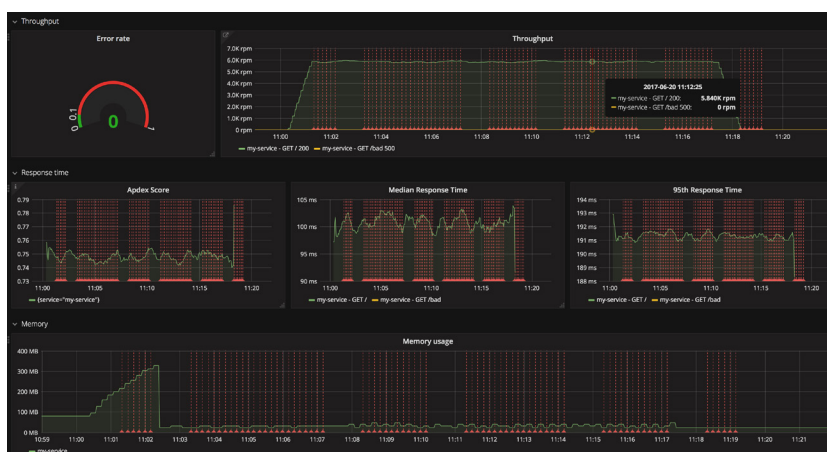 Throughput
Error rate
0
0.1
1
0
Throughput
7.0K rpm
6.0K rpm
5.0K rpm
4.0K rpm
3.0K rpm
2.0K rpm
1.0K rpm
0 rpm
11:00 11:02 11:04 11:06 11:08 11:10 11:12 11:14 11:16 11:18 11:20
2017-06-20 11:12:25
my-service - GET / 200: 5.840K rpm
my-service - GET /bad 500: 0 rpm
my-service - GET / 200 my-service - GET /bad 500
Response time
Apdex Score
0.79
0.78
0.77
0.76
0.75
0.74
0.73
11:00 11:05 11:10 11:15 11:20
{service="my-service"}
Median Response Time
105 ms
100 ms
95 ms
90 ms
11:00 11:05 11:10 11:15 11:20
my-service - GET / my-service - GET /bad
95th Response Time
194 ms
193 ms
192 ms
191 ms
190 ms
189 ms
188 ms
11:00 11:05 11:10 11:15 11:20
my-service - GET / my-service - GET /bad
Memory
Memory usage
400 MB
300 MB
200 MB
100 MB
0 MB
10:59 11:00 11:01 11:02 11:03 11:04 11:05 11:06 11:07 11:08 11:09 11:10 11:11 11:12 11:13 11:14 11:15 11:16 11:17 11:18 11:19 11:20 11:21
my-service